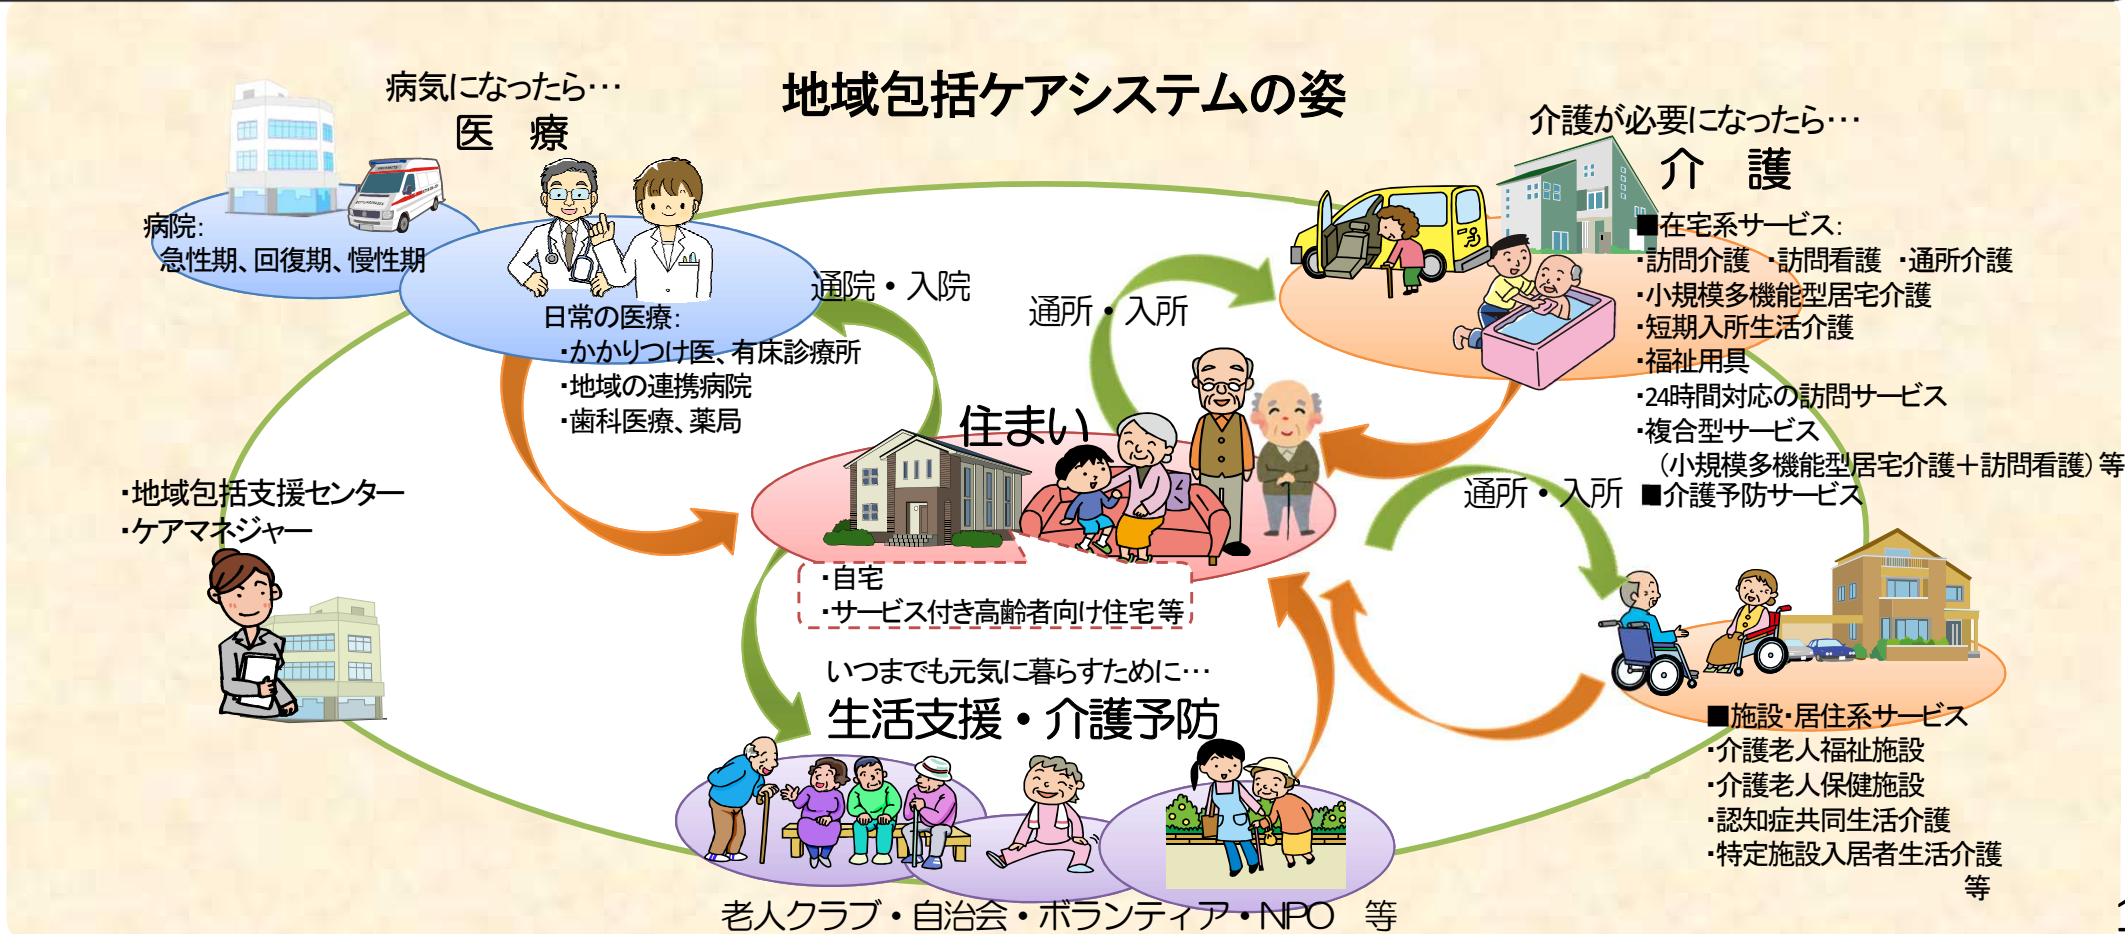 地域包括ケアシステムの姿
病気になったら…
医　療
病院:
急性期、回復期、慢性期
日常の医療:
・かかりつけ医、有床診療所
・地域の連携病院
・歯科医療、薬局
通院・入院
通所・入所
介護が必要になったら…
介　護
■在宅系サービス:
・訪問介護　・訪問看護　・通所介護
・小規模多機能型居宅介護
・短期入所生活介護
・福祉用具
・24時間対応の訪問サービス
・複合型サービス
（小規模多機能型居宅介護＋訪問看護）等
■介護予防サービス
通所・入所
住まい
・自宅
・サービス付き高齢者向け住宅等
・地域包括支援センター
・ケアマネジャー
いつまでも元気に暮らすために…
生活支援・介護予防
■施設・居住系サービス
・介護老人福祉施設
・介護老人保健施設
・認知症共同生活介護
・特定施設入居者生活介護
等
老人クラブ・自治会・ボランティア・NPO　等